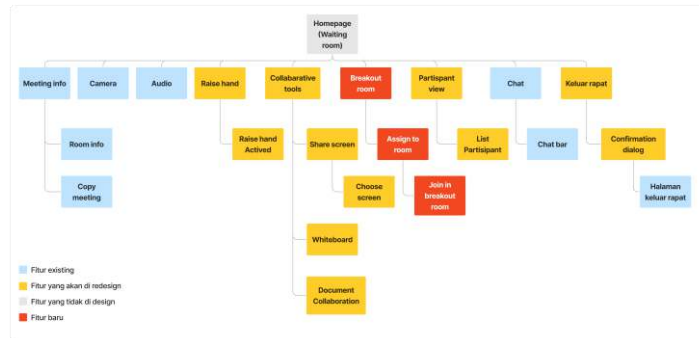 Homepage
(Waiting
room)
Meeting info
Camera
Audio
Raise hand
Collabarative
tools
Breakout
room
Partispant
view
Chat
Keluar rapat
Room info
Raise hand
Actived
Share screen
Assign to
room
List
Partisipant
Chat bar
Confirmation
dialog
Copy
meeting
Choose
screen
Join in
breakout
room
Halaman
keluar rapat
Whiteboard
Document
Collaboration
Fitur existing
Fitur yang akan di redesign
Fitur yang tidak di design
Fitur baru